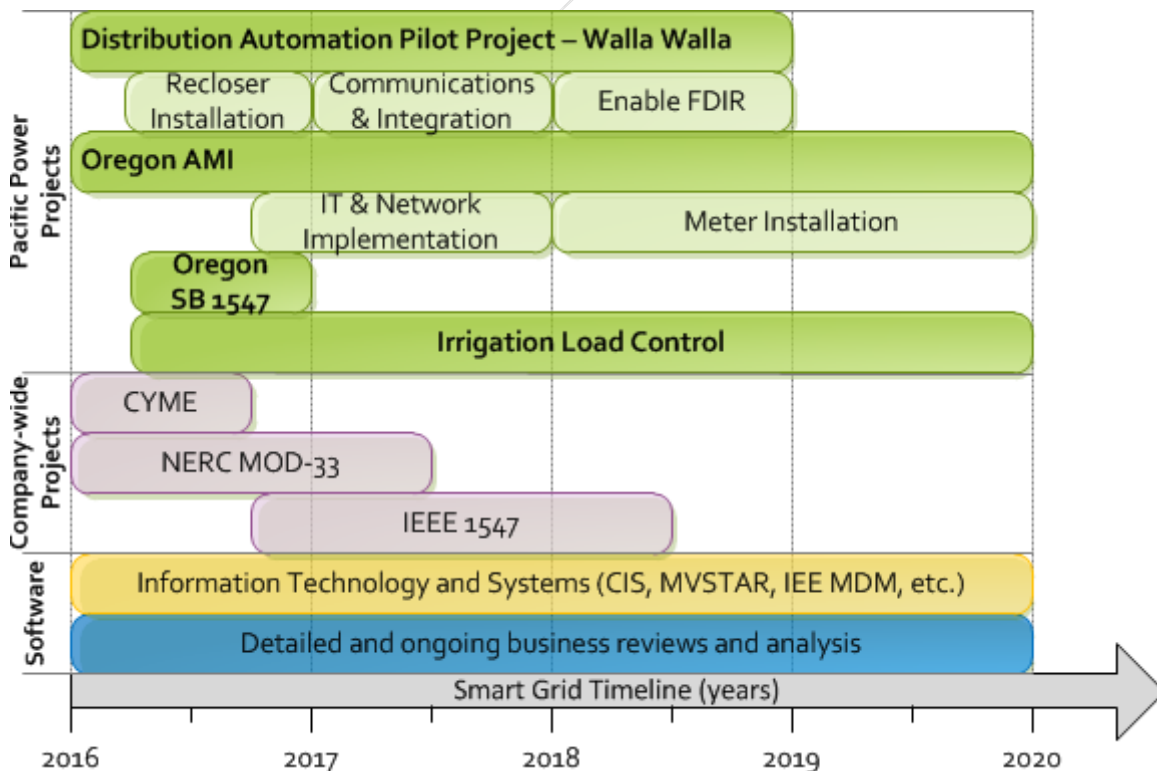 Pacific Power
Projects
Distribution Automation Pilot Project – Walla Walla
Recloser
Installation
Communications
& Integration
Enable FDIR
Oregon AMI
IT & Network
Implementation
Meter Installation
Oregon
SB 1547
Irrigation Load Control
Company-wide
Projects
CYME
NERC MOD-33
IEEE 1547
Software
Information Technology and Systems (CIS, MVSTAR, IEE MDM, etc.)
Detailed and ongoing business reviews and analysis
Smart Grid Timeline (years)
2016
2017
2018
2019
2020